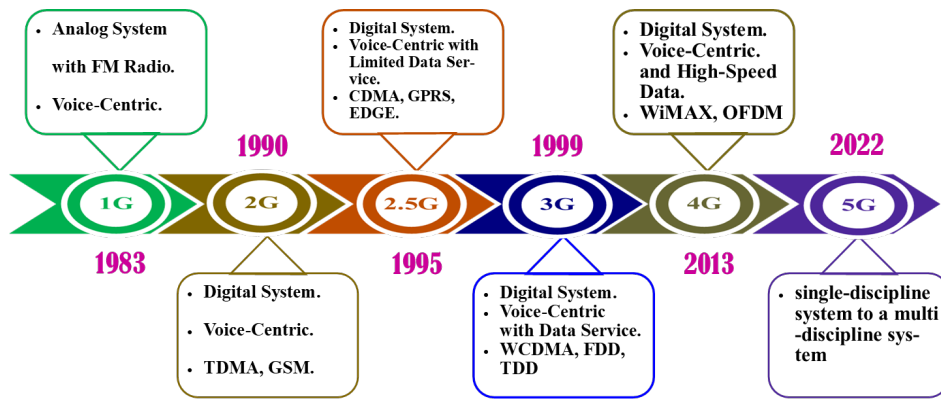 • Analog System
with FM Radio.
• Voice-Centric.
• Digital System.
• Voice-Centric with
Limited Data Ser-
vice.
• CDMA, GPRS,
EDGE.
• Digital System.
• Voice-Centric.
and High-Speed
Data.
• WiMAX, OFDM
1990
1999
2022
1G
2G
2.5G
3G
4G
5G
1983
1995
2013
• Digital System.
• Voice-Centric.
• TDMA, GSM.
• Digital System.
• Voice-Centric
with Data Service.
• WCDMA, FDD,
TDD
• single-discipline
system to a multi
-discipline sys-
tem